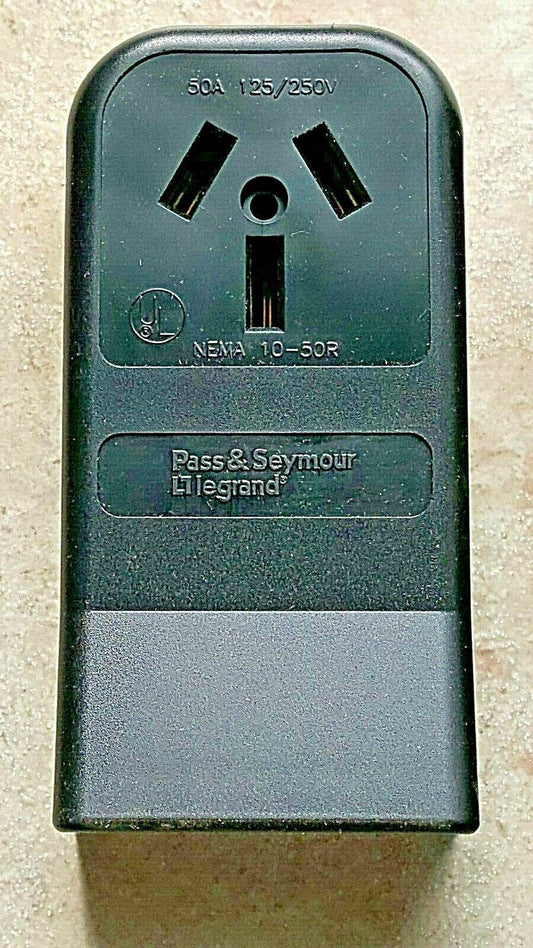 50A 125/250V
UL
S
NEMA 10-50R
Pass&Seymour
legrand®